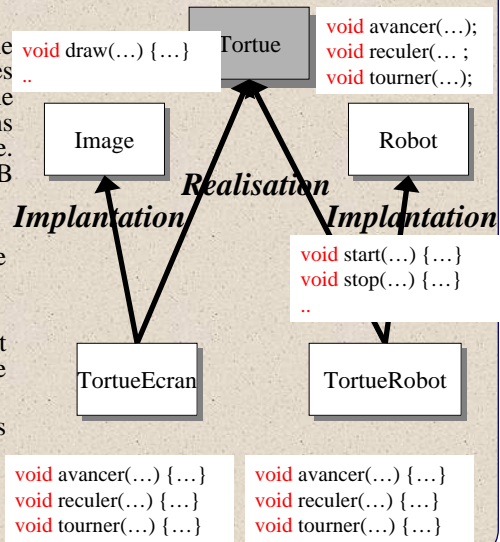 void draw(…) {…}
..
Tortue
void avancer(…);
void reculer(… ;
void tourner(…);
Image
Robot
Realisation
Implantation
Implantation
void start(…) {…}
void stop(…) {…}
..
TortueEcran
TortueRobot
void avancer(…) {…}
void reculer(…) {…}
void tourner(…) {…}
void avancer(…) {…}
void reculer(…) {…}
void tourner(…) {…}